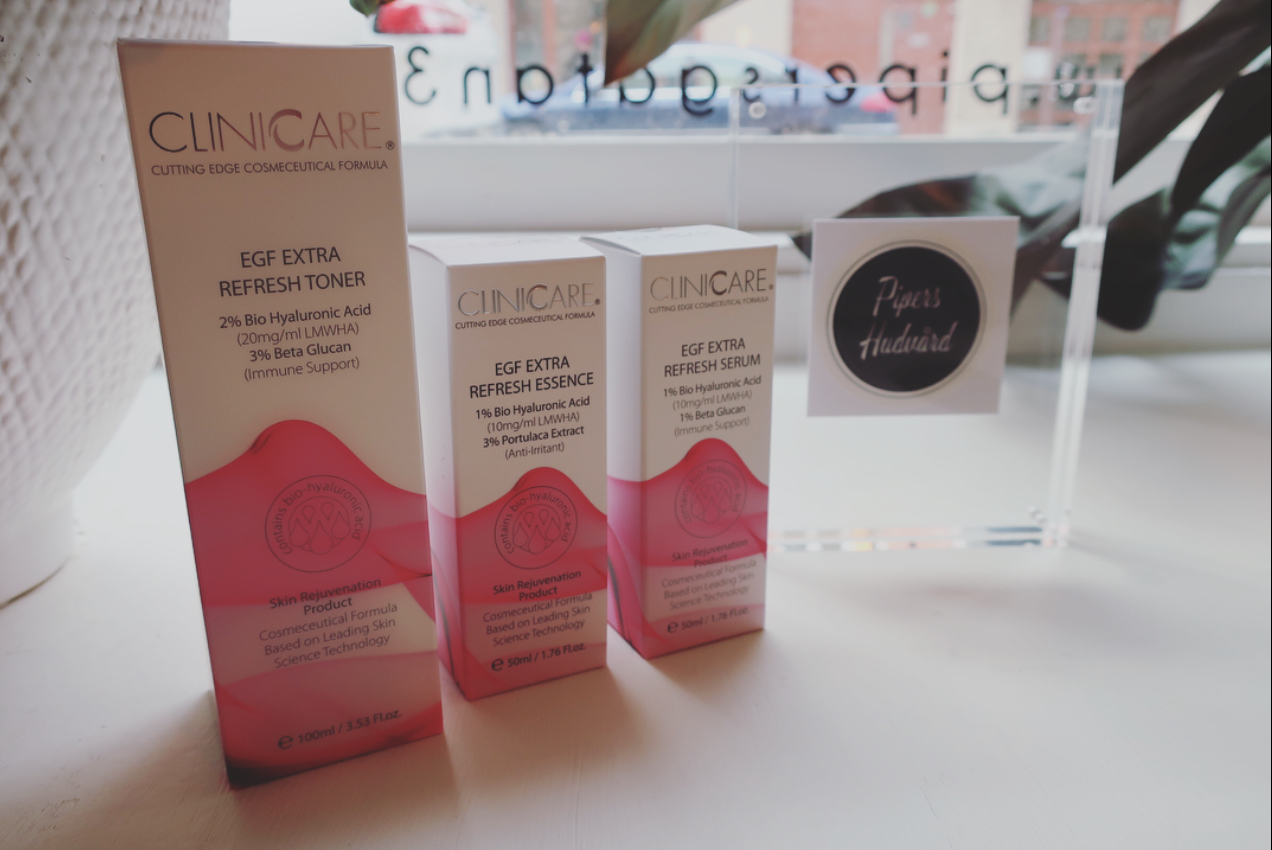 CLINICARE®
CUTTING EDGE COSMECEUTICAL FORMULA
EGF EXTRA
REFRESH TONER
2% Bio Hyaluronic Acid
(20mg/ml LMWHA)
3% Beta Glucan
(Immune Support)
contains bio-hyaluronic acid
Skin Rejuvenation
Product
Cosmeceutical Formula
Based on Leading Skin
Science Technology
℮ 100ml / 3.53 Fl.oz.
CLINICARE®
CUTTING EDGE COSMECEUTICAL FORMULA
EGF EXTRA
REFRESH ESSENCE
1% Bio Hyaluronic Acid
(10mg/ml LMWHA)
3% Portulaca Extract
(Anti-Irritant)
contains bio-hyaluronic acid
Skin Rejuvenation
Product
Cosmeceutical Formula
Based on Leading Skin
Science Technology
℮ 50ml / 1.76 Fl.oz.
CLINICARE®
CUTTING EDGE COSMECEUTICAL FORMULA
EGF EXTRA
REFRESH SERUM
1% Bio Hyaluronic Acid
(10mg/ml LMWHA)
1% Beta Glucan
(Immune Support)
contains bio-hyaluronic acid
Skin Rejuvenation
Product
Cosmeceutical Formula
Based on Leading Skin
Science Technology
℮ 50ml / 1.76 Fl.oz.
pipersgatan3
Pipers
Hudvård